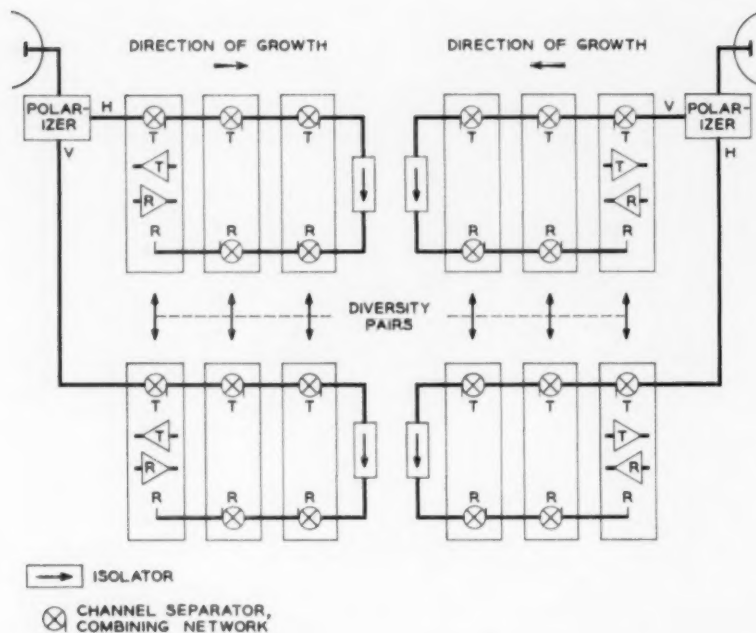 DIRECTION OF GROWTH
DIRECTION OF GROWTH
POLAR-
IZER
H
V
POLAR-
IZER
V
H
T T T
T
R
R R R
T T T
T
R
R R R
DIVERSITY
PAIRS
T T T
T
R
R R R
T T T
T
R
R R R
ISOLATOR
CHANNEL SEPARATOR,
COMBINING NETWORK